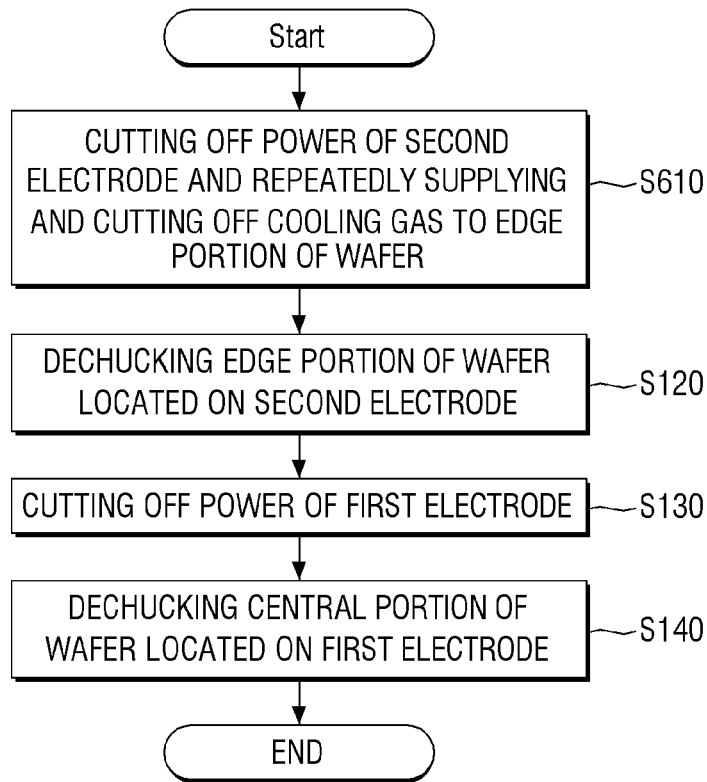 Start
CUTTING OFF POWER OF SECOND
ELECTRODE AND REPEATEDLY SUPPLYING
AND CUTTING OFF COOLING GAS TO EDGE
PORTION OF WAFER
S610
DECHUCKING EDGE PORTION OF WAFER
LOCATED ON SECOND ELECTRODE
S120
CUTTING OFF POWER OF FIRST ELECTRODE
S130
DECHUCKING CENTRAL PORTION OF
WAFER LOCATED ON FIRST ELECTRODE
S140
END